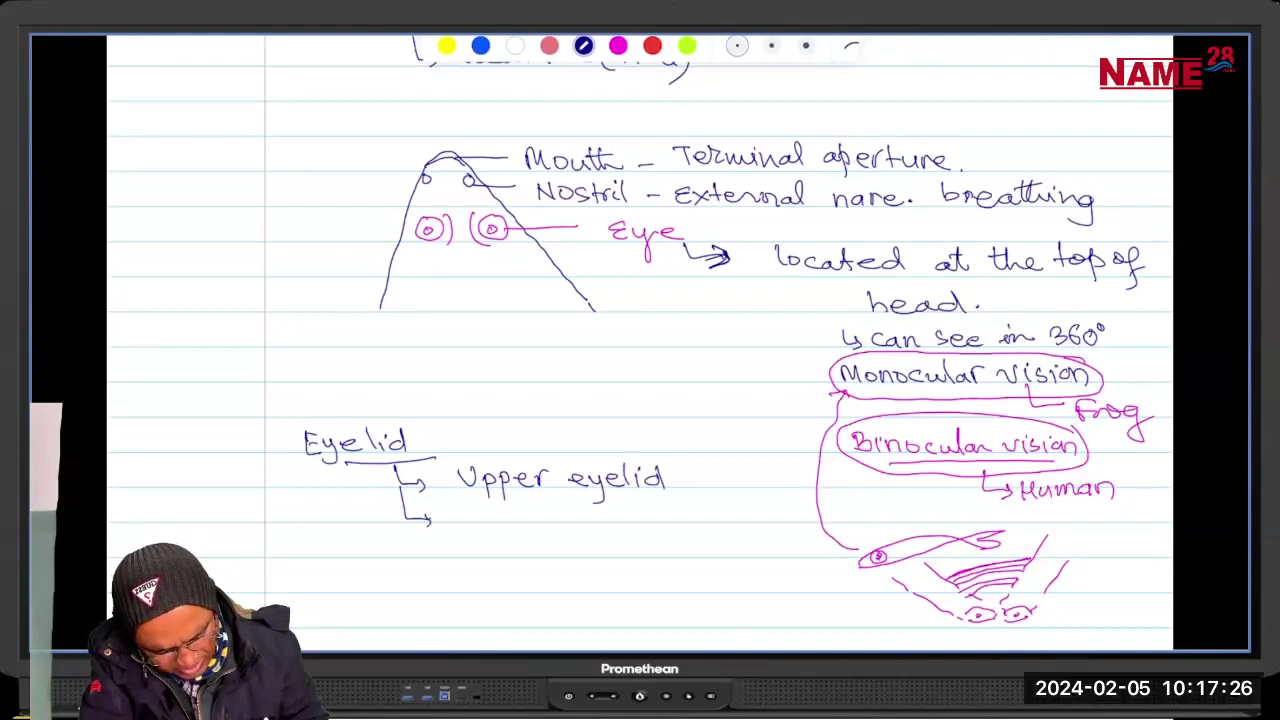 NAME 28
Mouth - Terminal aperture.
Nostril - External nare. breathing
Eye
located at the top of
head.
↳ can see in 360°
Monocular vision
Frog
Binocular vision
Human
Eyelid
Upper eyelid
Promethean
2024-02-05 10:17:26